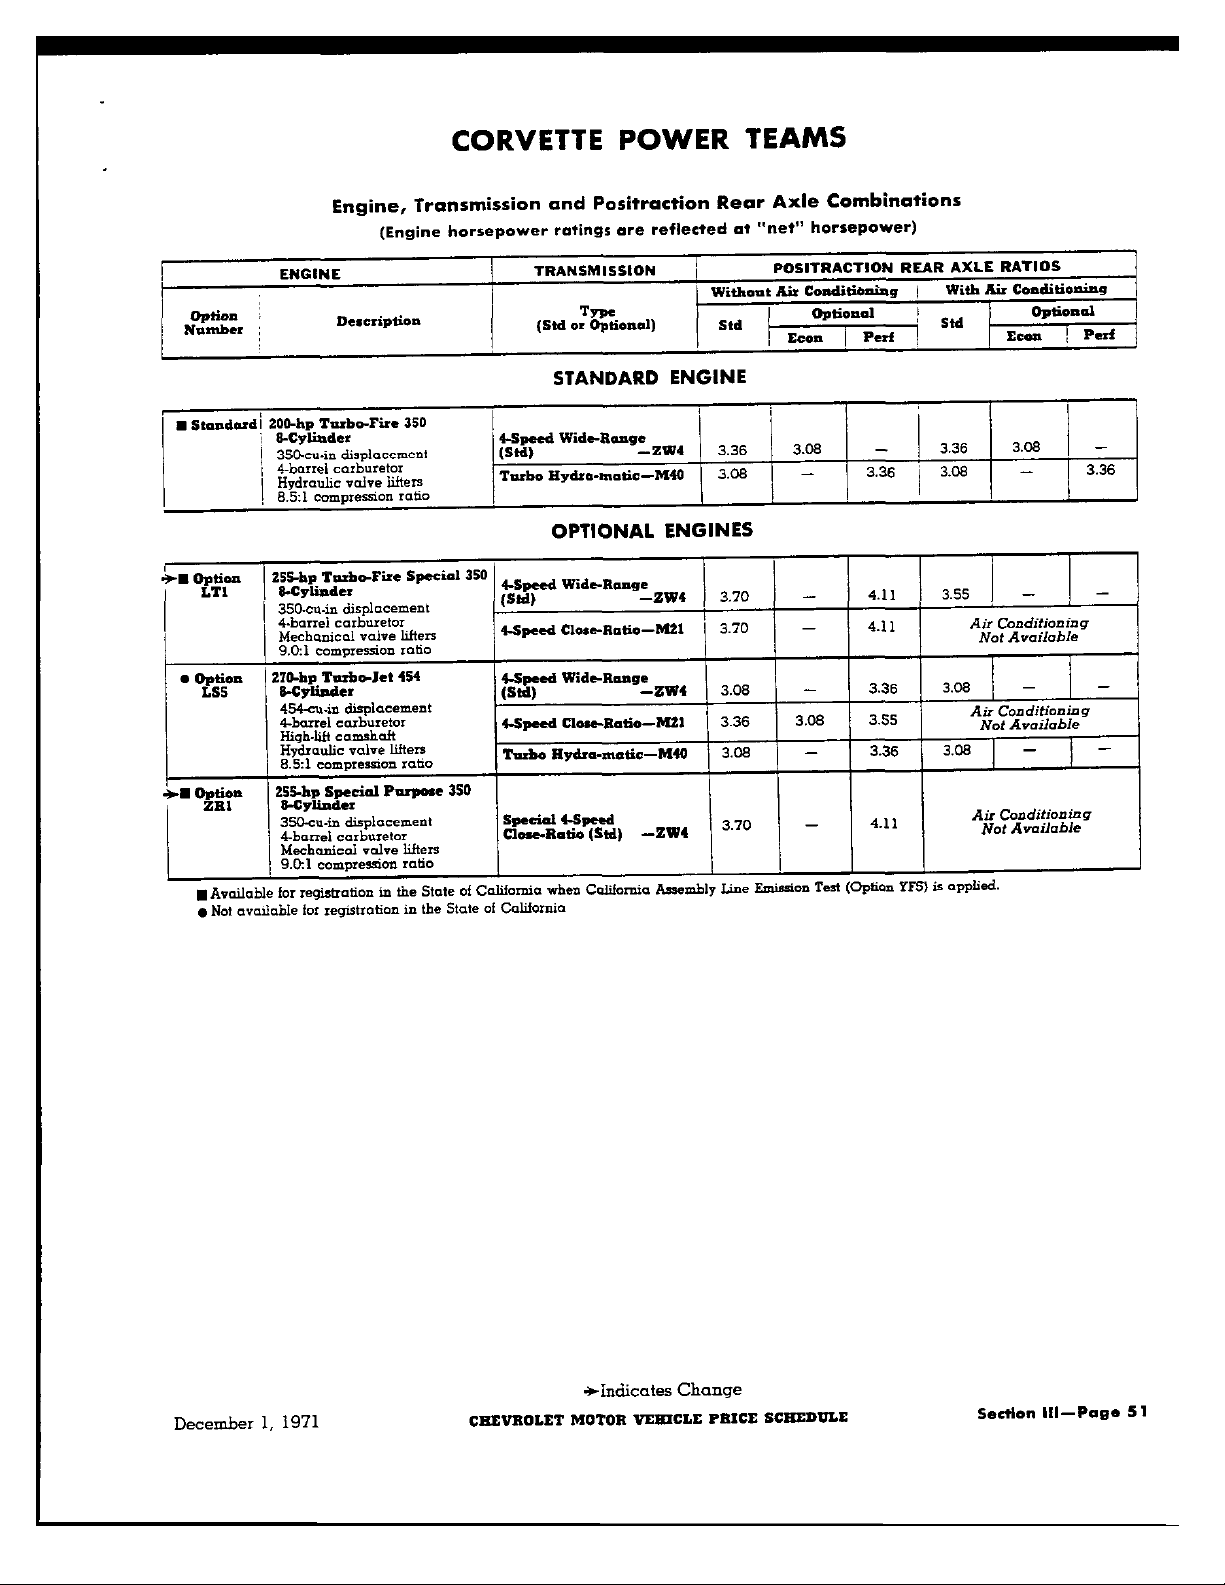 CORVETTE POWER TEAMS
Engine, Transmission and Positraction Rear Axle Combinations
(Engine horsepower ratings are reflected at "net" horsepower)
ENGINE TRANSMISSION POSITRACTION REAR AXLE RATIOS
Without Air Conditioning With Air Conditioning
Option Number Description Type (Std or Optional) Std Optional Std Optional
Econ Perf Econ Perf
STANDARD ENGINE
■ Standard 200-hp Turbo-Fire 350
8-Cylinder
350-cu-in displacement
4-barrel carburetor
Hydraulic valve lifters
8.5:1 compression ratio
4-Speed Wide-Range
(Std) —ZW4 3.36 3.08 — 3.36 3.08 —
Turbo Hydra-matic—M40 3.08 — 3.36 3.08 — 3.36
OPTIONAL ENGINES
➔■ Option LT1
255-hp Turbo-Fire Special 350
8-Cylinder
350-cu-in displacement
4-barrel carburetor
Mechanical valve lifters
9.0:1 compression ratio
4-Speed Wide-Range
(Std) —ZW4 3.70 — 4.11 3.55 — —
4-Speed Close-Ratio—M21 3.70 — 4.11 Air Conditioning Not Available
● Option LS5
270-hp Turbo-Jet 454
8-Cylinder
454-cu-in displacement
4-barrel carburetor
High-lift camshaft
Hydraulic valve lifters
8.5:1 compression ratio
4-Speed Wide-Range
(Std) —ZW4 3.08 — 3.36 3.08 — —
4-Speed Close-Ratio—M21 3.36 3.08 3.55 Air Conditioning Not Available
Turbo Hydra-matic—M40 3.08 — 3.36 3.08 — —
➔■ Option ZR1
255-hp Special Purpose 350
8-Cylinder
350-cu-in displacement
4-barrel carburetor
Mechanical valve lifters
9.0:1 compression ratio
Special 4-Speed
Close-Ratio (Std) —ZW4 3.70 — 4.11 Air Conditioning Not Available
■ Available for registration in the State of California when California Assembly Line Emission Test (Option YF5) is applied.
● Not available for registration in the State of California
➔Indicates Change
December 1, 1971 CHEVROLET MOTOR VEHICLE PRICE SCHEDULE Section III—Page 51